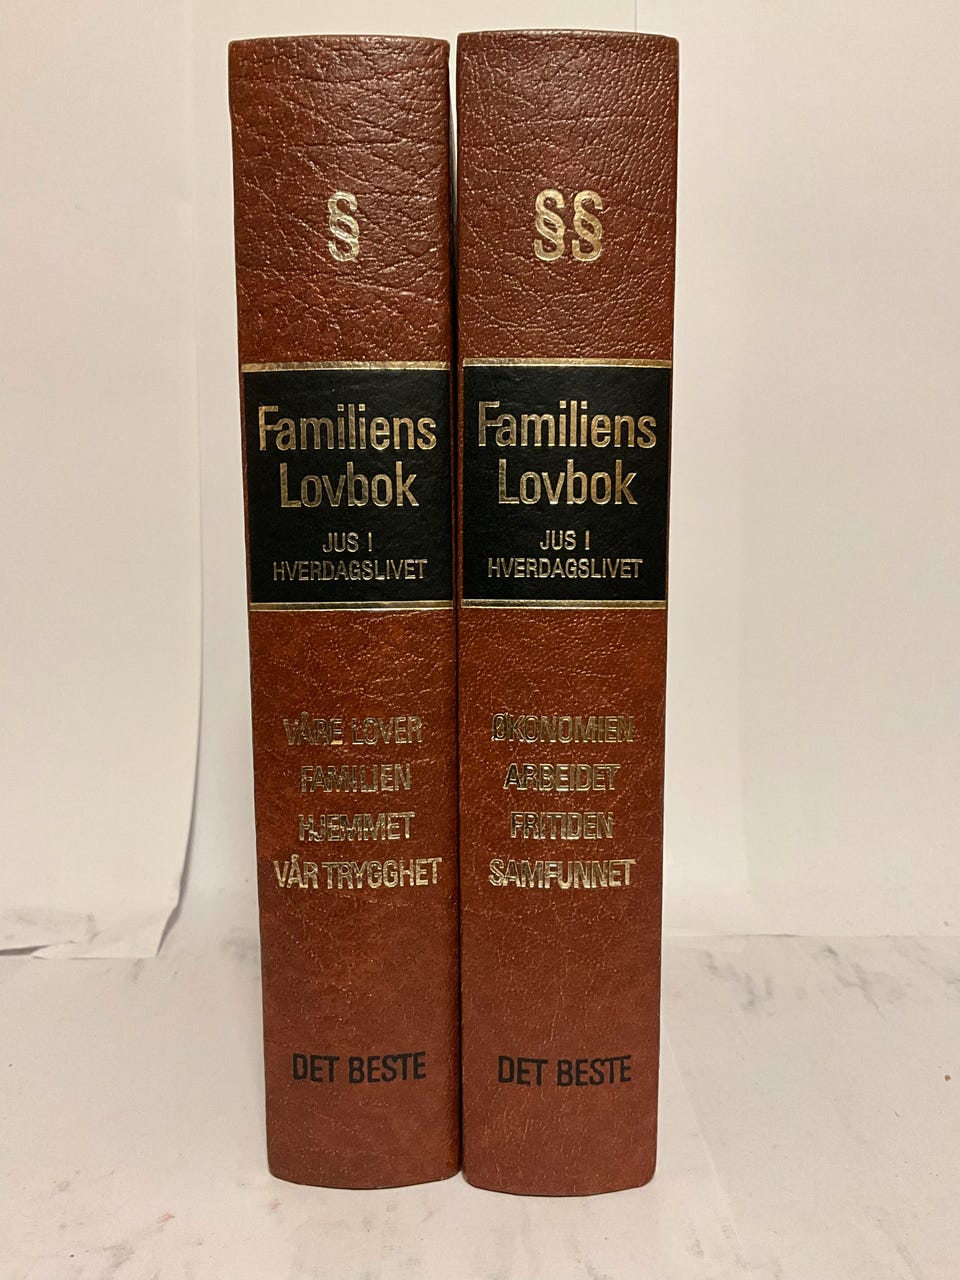 §
Familiens
Lovbok
JUS I
HVERDAGSLIVET
VÅRE LOVER
FAMILIEN
HJEMMET
VÅR TRYGGHET
DET BESTE
§§
Familiens
Lovbok
JUS I
HVERDAGSLIVET
ØKONOMIEN
ARBEIDET
FRITIDEN
SAMFUNNET
DET BESTE